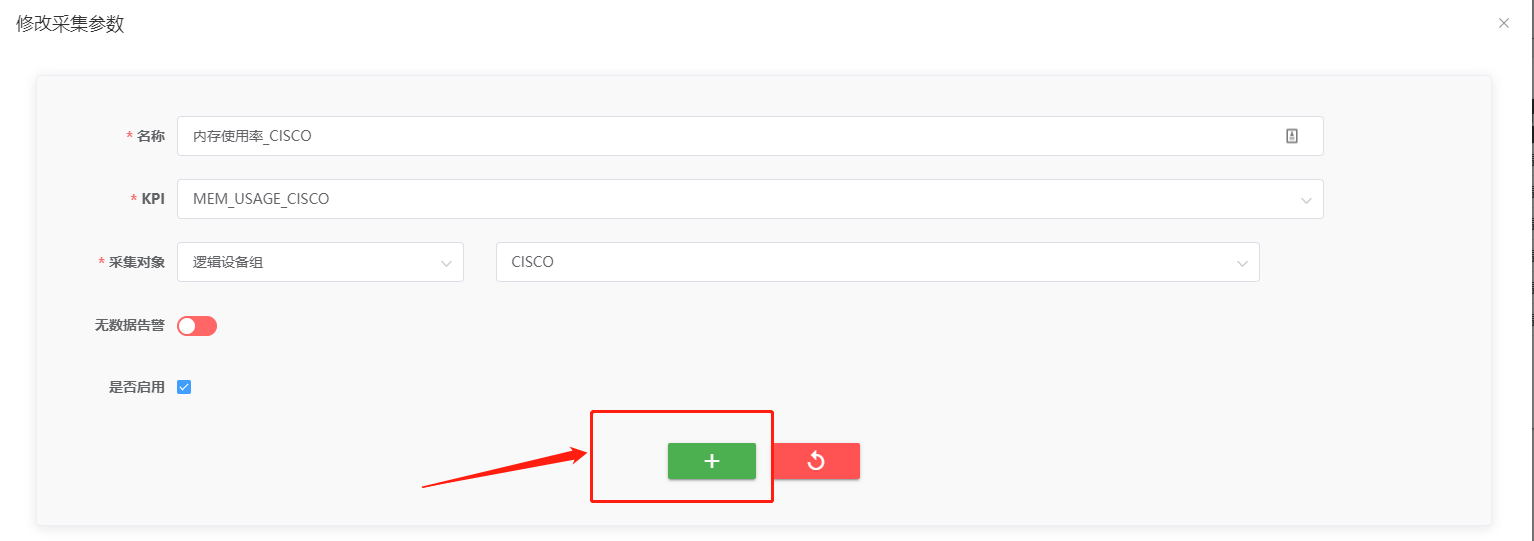 修改采集参数
* 名称 内存使用率_CISCO
* KPI MEM_USAGE_CISCO
* 采集对象 逻辑设备组 CISCO
无数据告警
是否启用